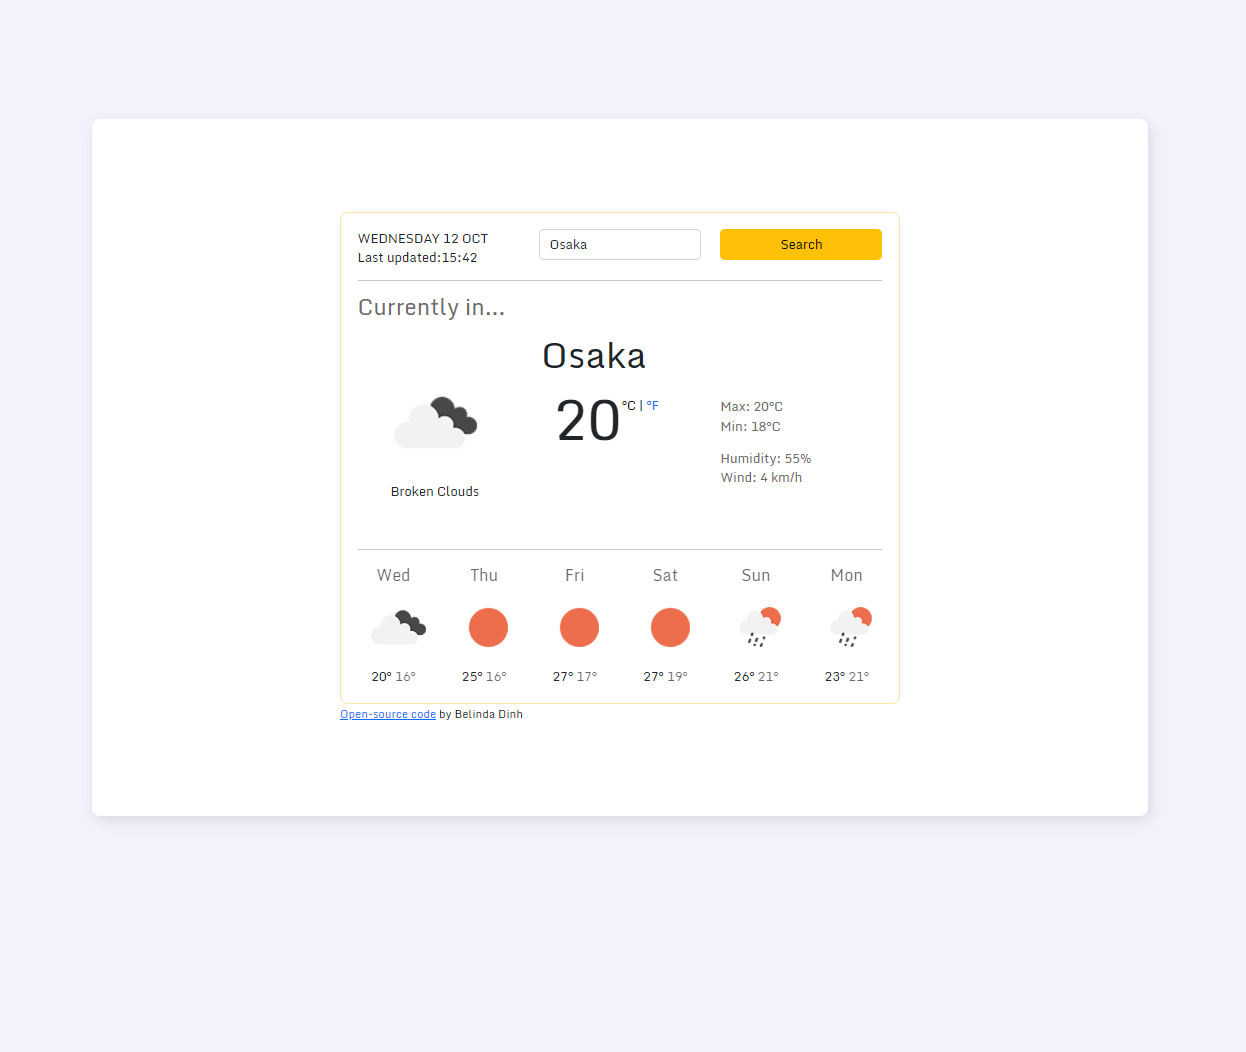 WEDNESDAY 12 OCT
Last updated:15:42
Osaka
Search
Currently in...
Osaka
20°C | °F
Broken Clouds
Max: 20°C
Min: 18°C
Humidity: 55%
Wind: 4 km/h
Wed Thu Fri Sat Sun Mon
20° 16° 25° 16° 27° 17° 27° 19° 26° 21° 23° 21°
Open-source code by Belinda Dinh